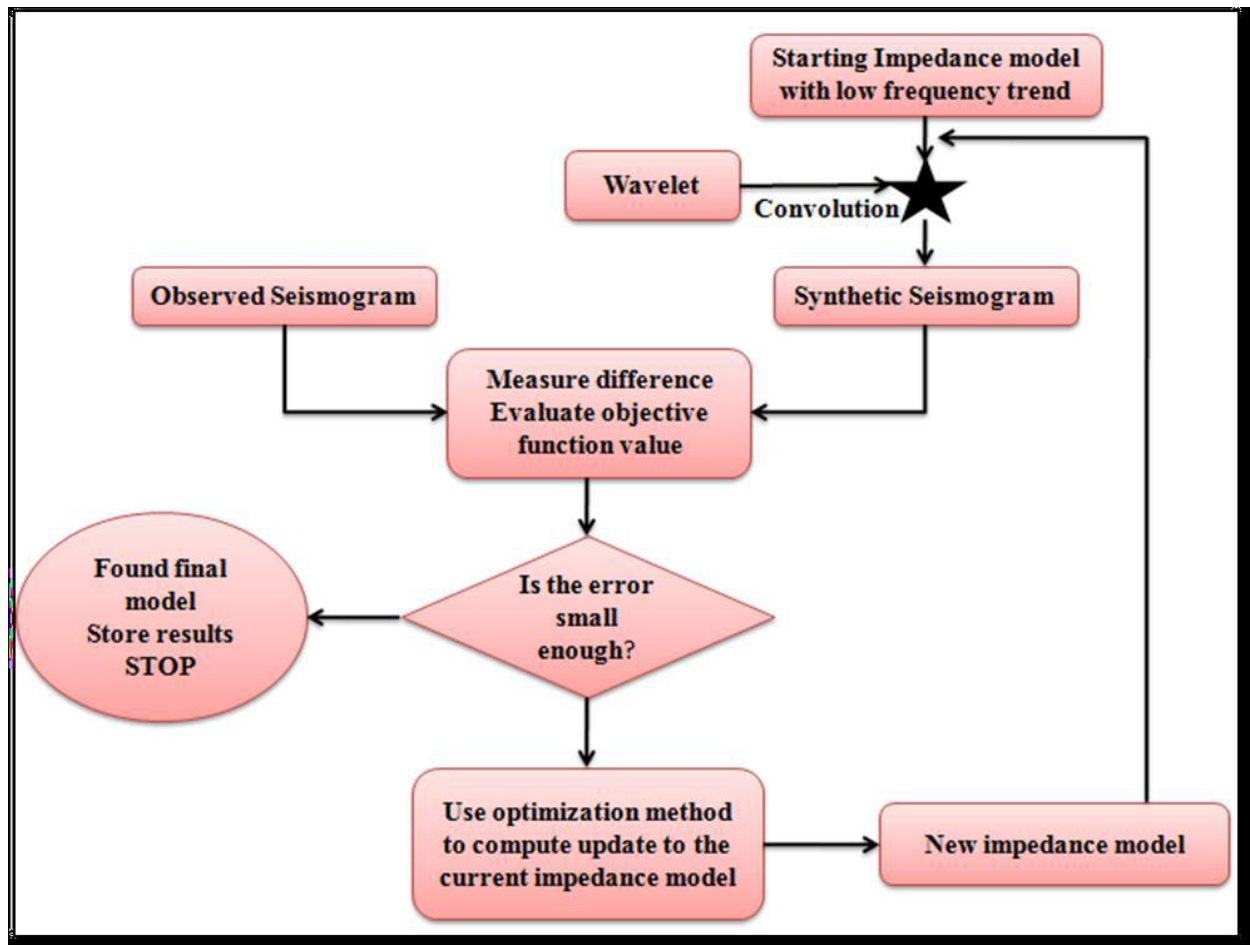 Starting Impedance model
with low frequency trend
Wavelet
Convolution
Observed Seismogram
Synthetic Seismogram
Measure difference
Evaluate objective
function value
Found final
model
Store results
STOP
Is the error
small
enough?
Use optimization method
to compute update to the
current impedance model
New impedance model